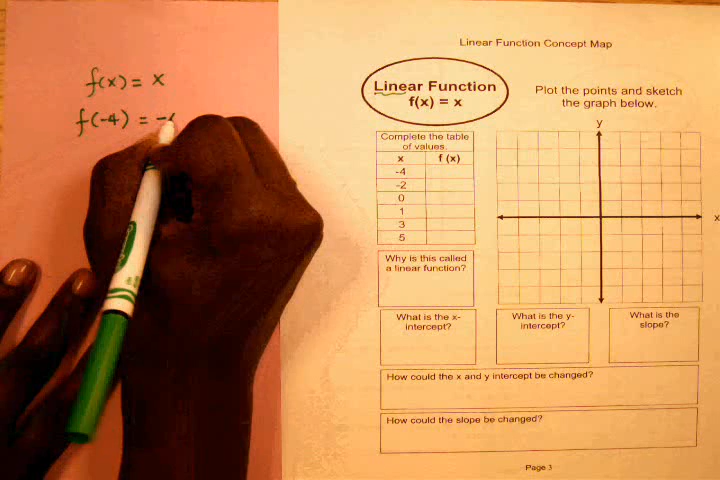 f(x) = x
f(-4) = -
Linear Function Concept Map
Linear Function
f(x) = x
Plot the points and sketch
the graph below.
Complete the table
of values.
x f (x)
-4
-2
0
1
3
5
y
x
Why is this called
a linear function?
What is the x-
intercept?
What is the y-
intercept?
What is the
slope?
How could the x and y intercept be changed?
How could the slope be changed?
Page 3